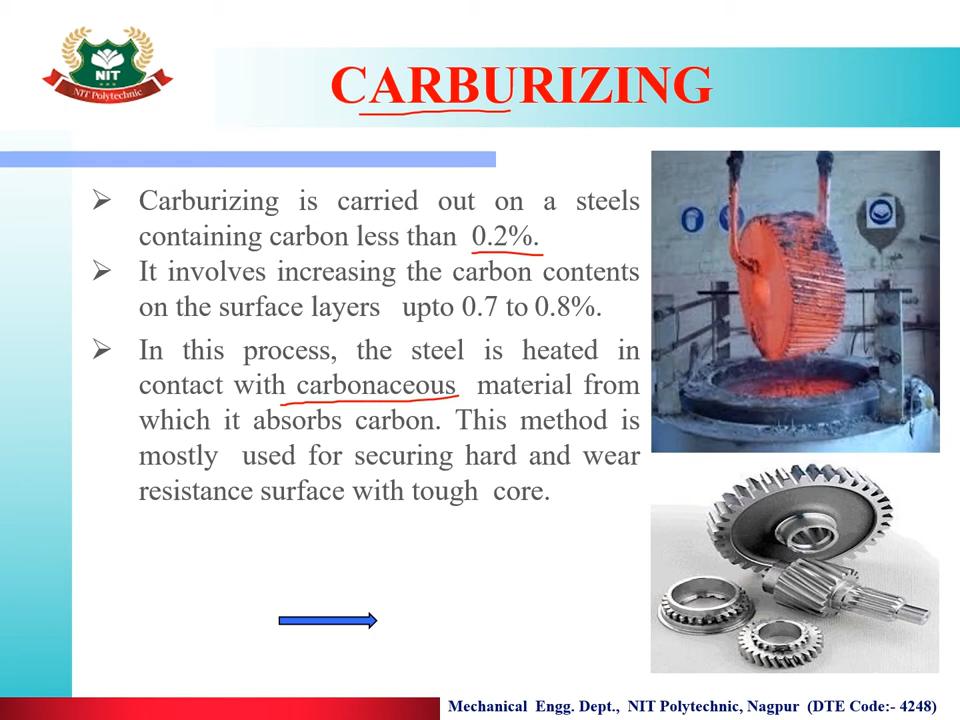 NIT
NIT Polytechnic
CARBURIZING
Carburizing is carried out on a steels
containing carbon less than 0.2%.
It involves increasing the carbon contents
on the surface layers upto 0.7 to 0.8%.
In this process, the steel is heated in
contact with carbonaceous material from
which it absorbs carbon. This method is
mostly used for securing hard and wear
resistance surface with tough core.
Mechanical Engg. Dept., NIT Polytechnic, Nagpur (DTE Code:- 4248)